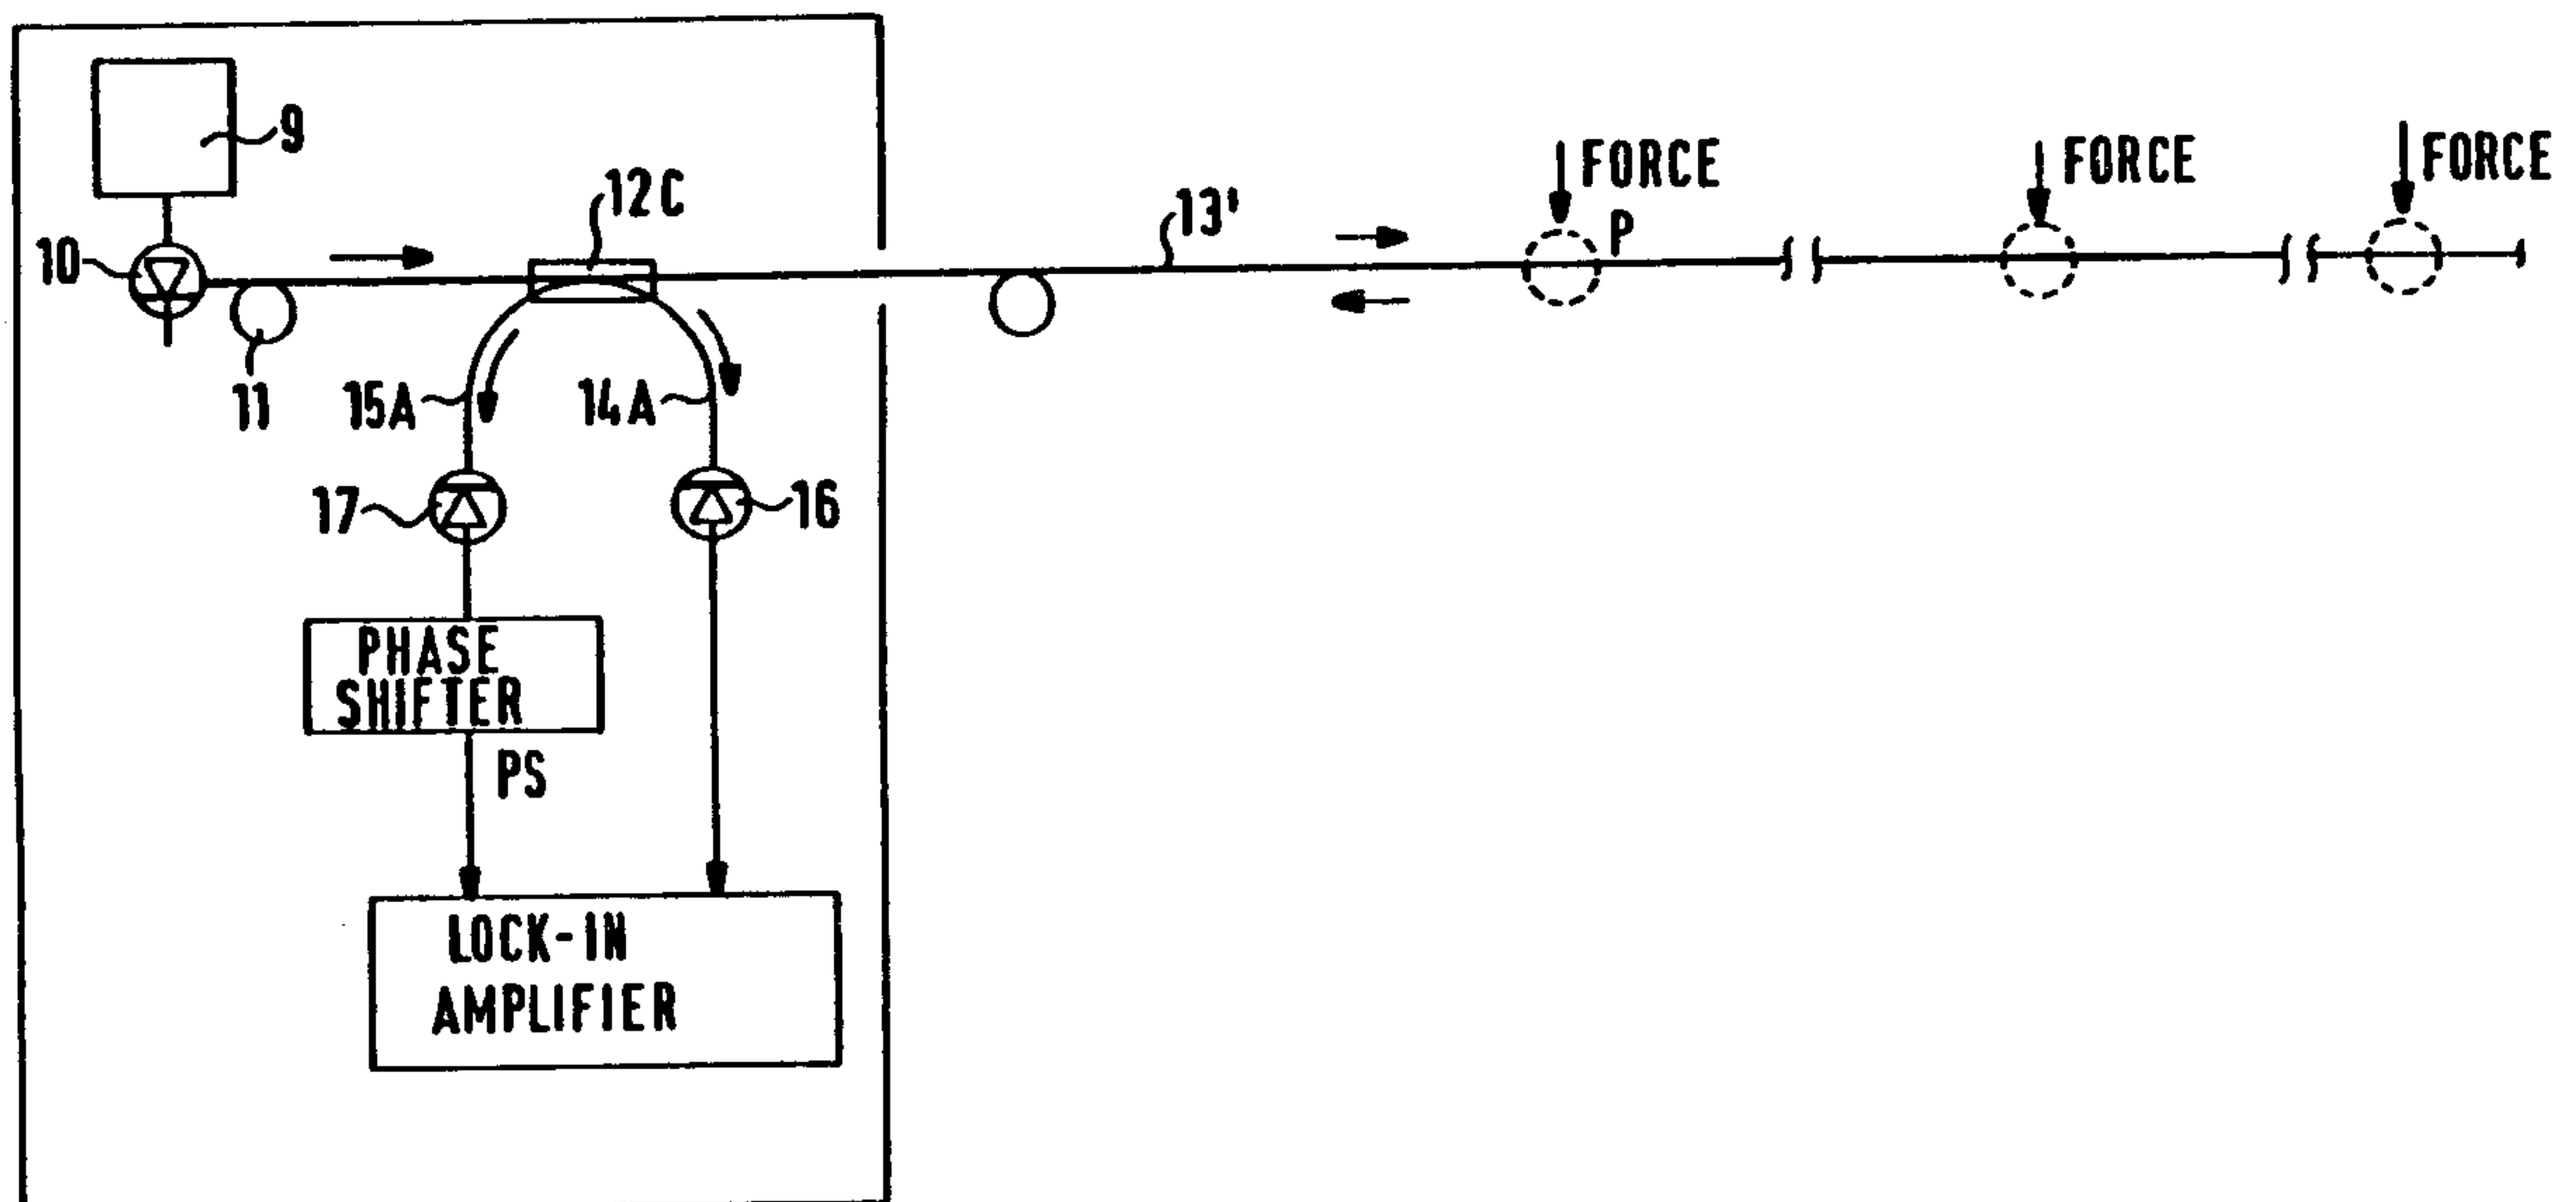 9
10
11
12C
13'
FORCE
P
FORCE
FORCE
15A
14A
17
16
PHASE
SHIFTER
PS
LOCK-IN
AMPLIFIER